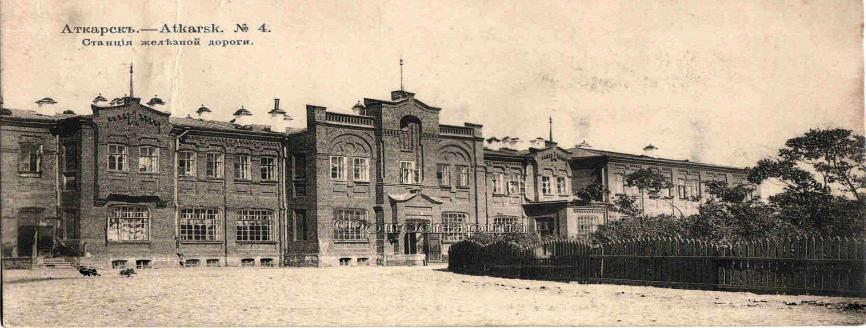 Аткарскъ.—Atkarsk. № 4.
Станція желѣзной дороги.